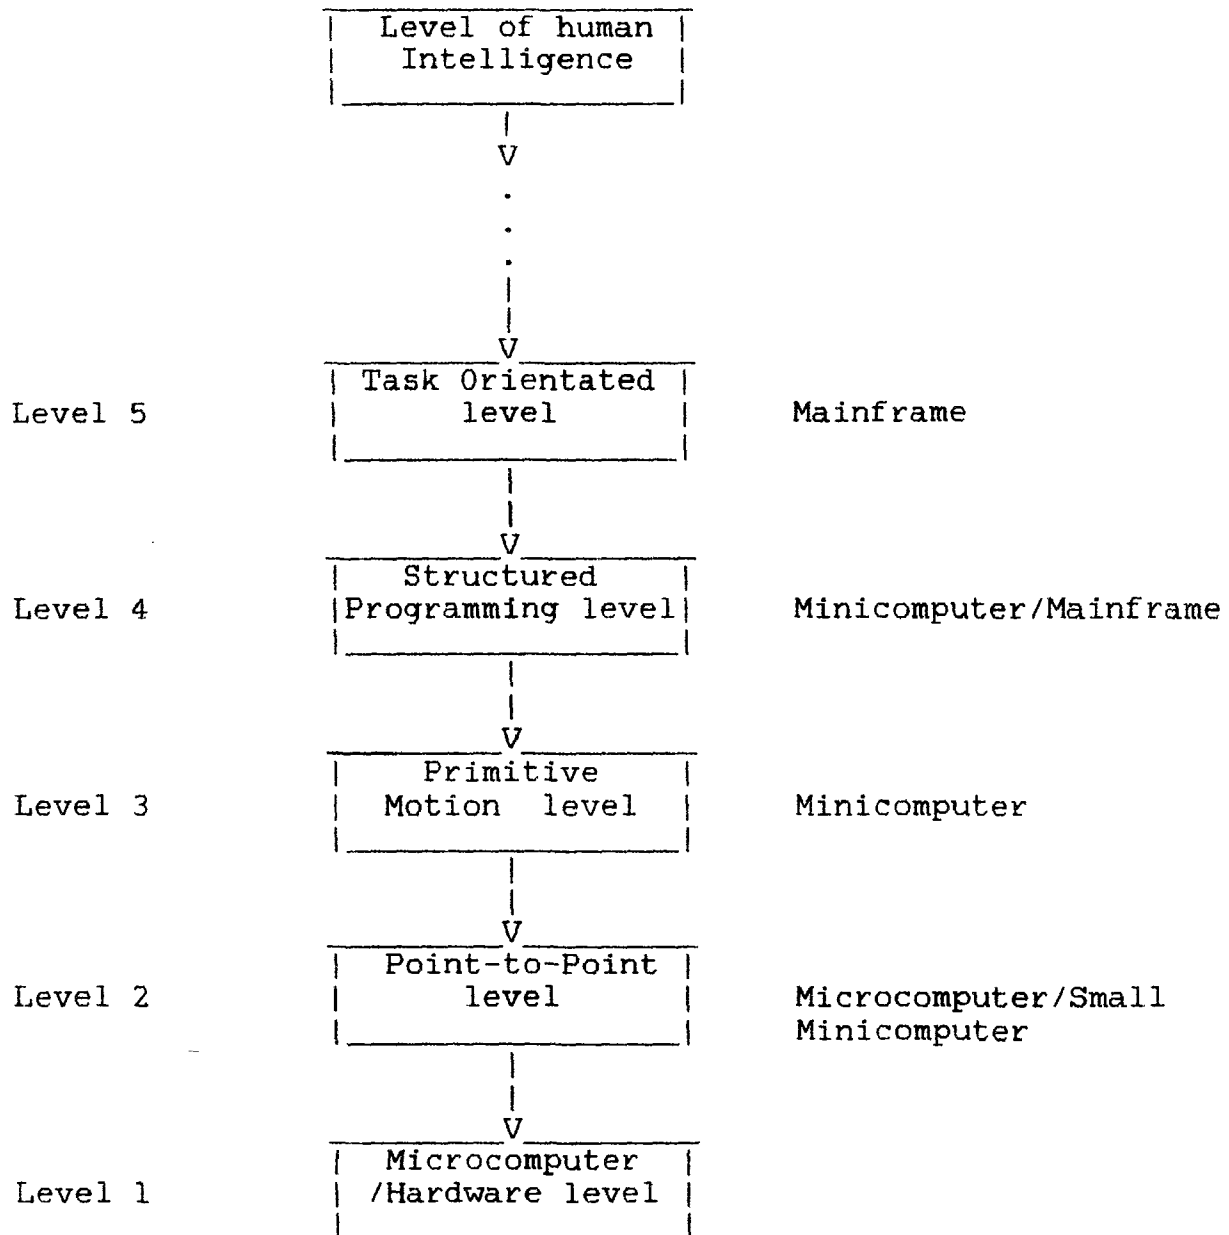 Level of human
Intelligence
Task Orientated
Level 5 level Mainframe
Structured
Level 4 Programming level Minicomputer/Mainframe
Primitive
Level 3 Motion level Minicomputer
Point-to-Point
Level 2 level Microcomputer/Small
Minicomputer
Microcomputer
Level 1 /Hardware level